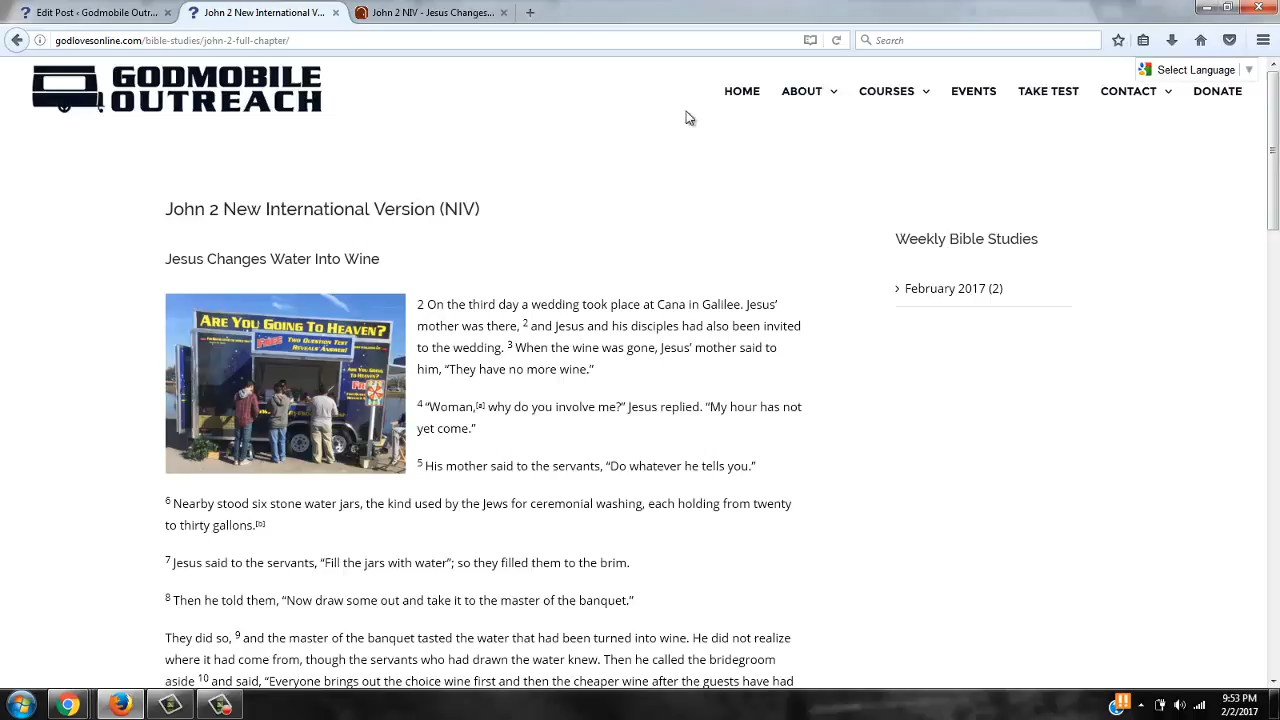 Edit Post ‹ Godmobile Outr...
John 2 New International V...
John 2 NIV - Jesus Changes...
godlovesonline.com/bible-studies/john-2-full-chapter/
Search
Select Language
GODMOBILE
OUTREACH
HOME ABOUT COURSES EVENTS TAKE TEST CONTACT DONATE
John 2 New International Version (NIV)
Jesus Changes Water Into Wine
ARE YOU GOING TO HEAVEN?
FREE
TWO QUESTION TEST
REVEALS ANSWER!
2 On the third day a wedding took place at Cana in Galilee. Jesus’
mother was there, 2 and Jesus and his disciples had also been invited
to the wedding. 3 When the wine was gone, Jesus’ mother said to
him, “They have no more wine.”
4 “Woman,[a] why do you involve me?” Jesus replied. “My hour has not
yet come.”
5 His mother said to the servants, “Do whatever he tells you.”
6 Nearby stood six stone water jars, the kind used by the Jews for ceremonial washing, each holding from twenty
to thirty gallons.[b]
7 Jesus said to the servants, “Fill the jars with water”; so they filled them to the brim.
8 Then he told them, “Now draw some out and take it to the master of the banquet.”
They did so, 9 and the master of the banquet tasted the water that had been turned into wine. He did not realize
where it had come from, though the servants who had drawn the water knew. Then he called the bridegroom
aside 10 and said, “Everyone brings out the choice wine first and then the cheaper wine after the guests have had
Weekly Bible Studies
February 2017 (2)
9:53 PM
2/2/2017